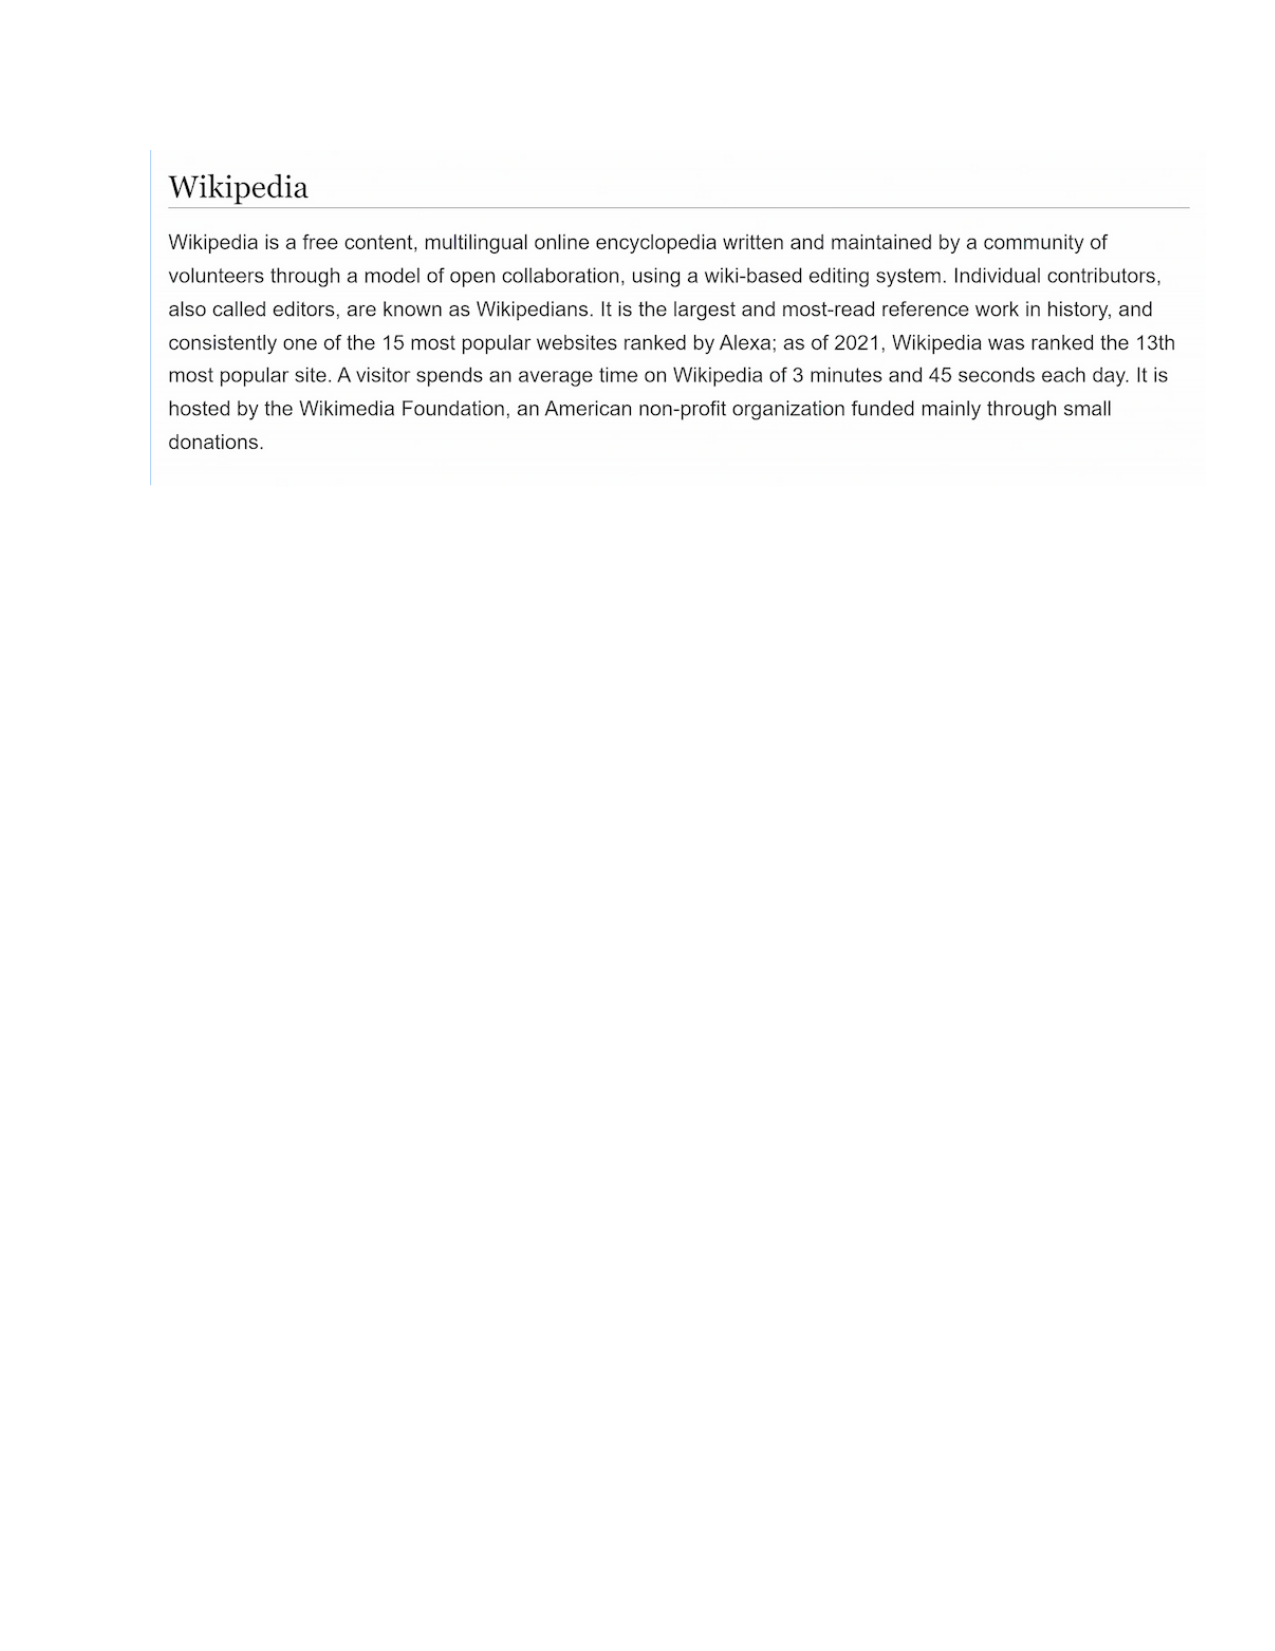 Wikipedia
Wikipedia is a free content, multilingual online encyclopedia written and maintained by a community of
volunteers through a model of open collaboration, using a wiki-based editing system. Individual contributors,
also called editors, are known as Wikipedians. It is the largest and most-read reference work in history, and
consistently one of the 15 most popular websites ranked by Alexa; as of 2021, Wikipedia was ranked the 13th
most popular site. A visitor spends an average time on Wikipedia of 3 minutes and 45 seconds each day. It is
hosted by the Wikimedia Foundation, an American non-profit organization funded mainly through small
donations.